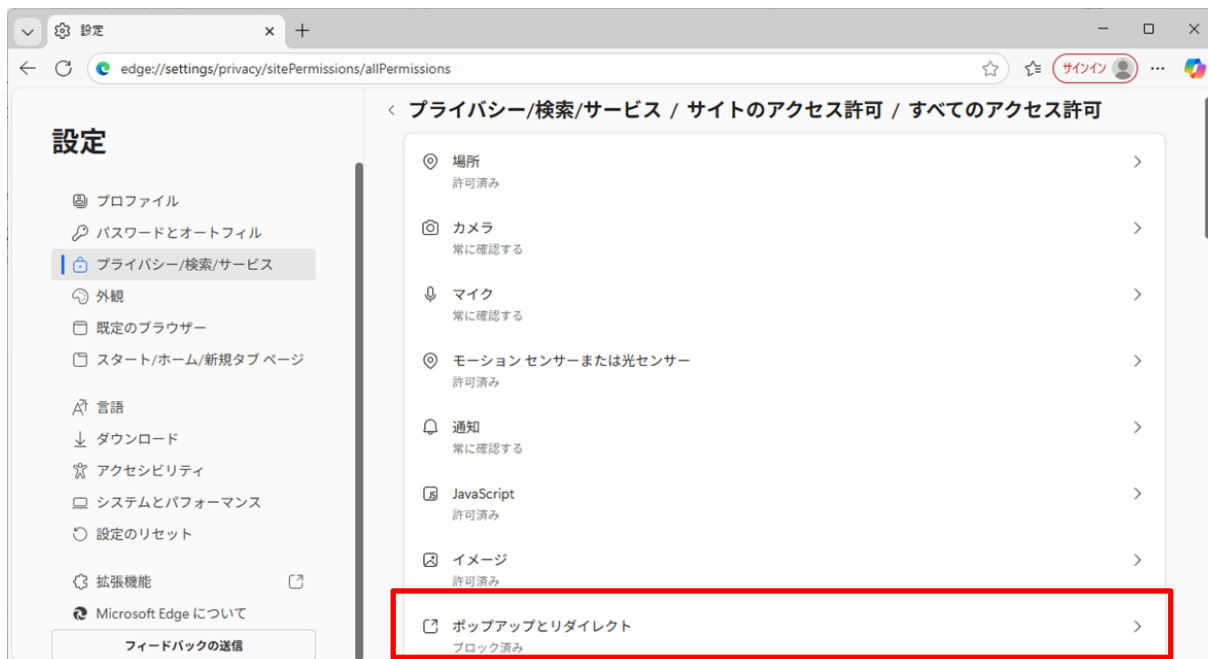 設定
edge://settings/privacy/sitePermissions/allPermissions
サインイン
設定
プロファイル
パスワードとオートフィル
プライバシー/検索/サービス
外観
既定のブラウザー
スタート/ホーム/新規タブ ページ
言語
ダウンロード
アクセシビリティ
システムとパフォーマンス
設定のリセット
拡張機能
Microsoft Edge について
フィードバックの送信
プライバシー/検索/サービス / サイトのアクセス許可 / すべてのアクセス許可
場所
許可済み
カメラ
常に確認する
マイク
常に確認する
モーション センサーまたは光センサー
許可済み
通知
常に確認する
JavaScript
許可済み
イメージ
許可済み
ポップアップとリダイレクト
ブロック済み